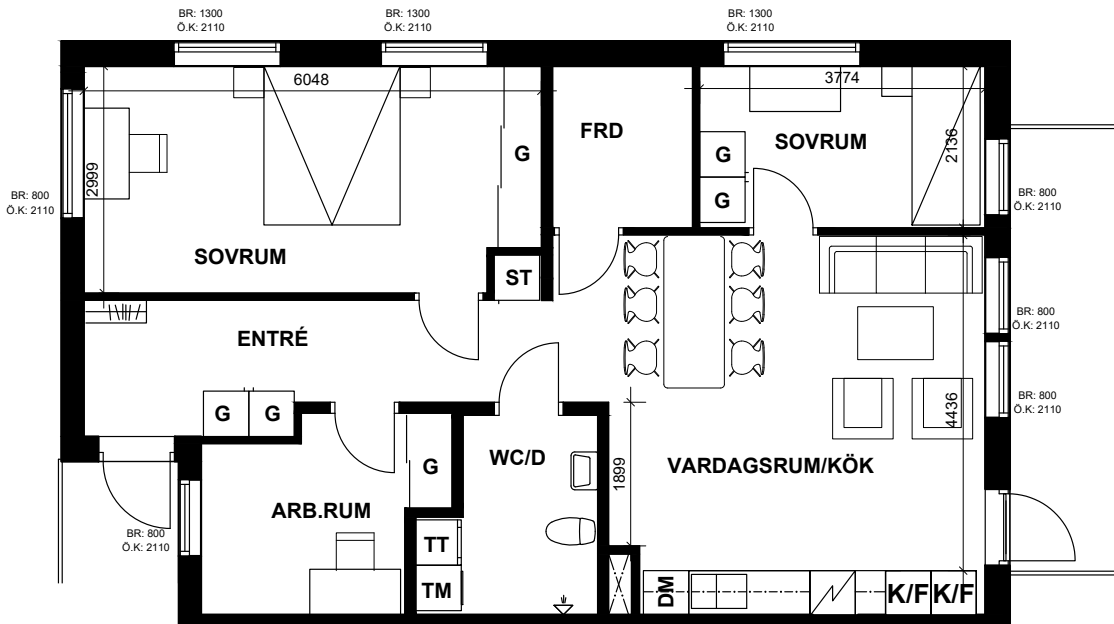 BR: 1300
Ö.K: 2110
BR: 1300
Ö.K: 2110
BR: 1300
Ö.K: 2110
6048
3774
FRD
SOVRUM
2136
G
G
G
2999
BR: 800
Ö.K: 2110
BR: 800
Ö.K: 2110
SOVRUM
ST
BR: 800
Ö.K: 2110
ENTRÉ
BR: 800
Ö.K: 2110
G
G
4436
WC/D
VARDAGSRUM/KÖK
G
1899
ARB.RUM
BR: 800
Ö.K: 2110
TT
TM
DM
K/F
K/F